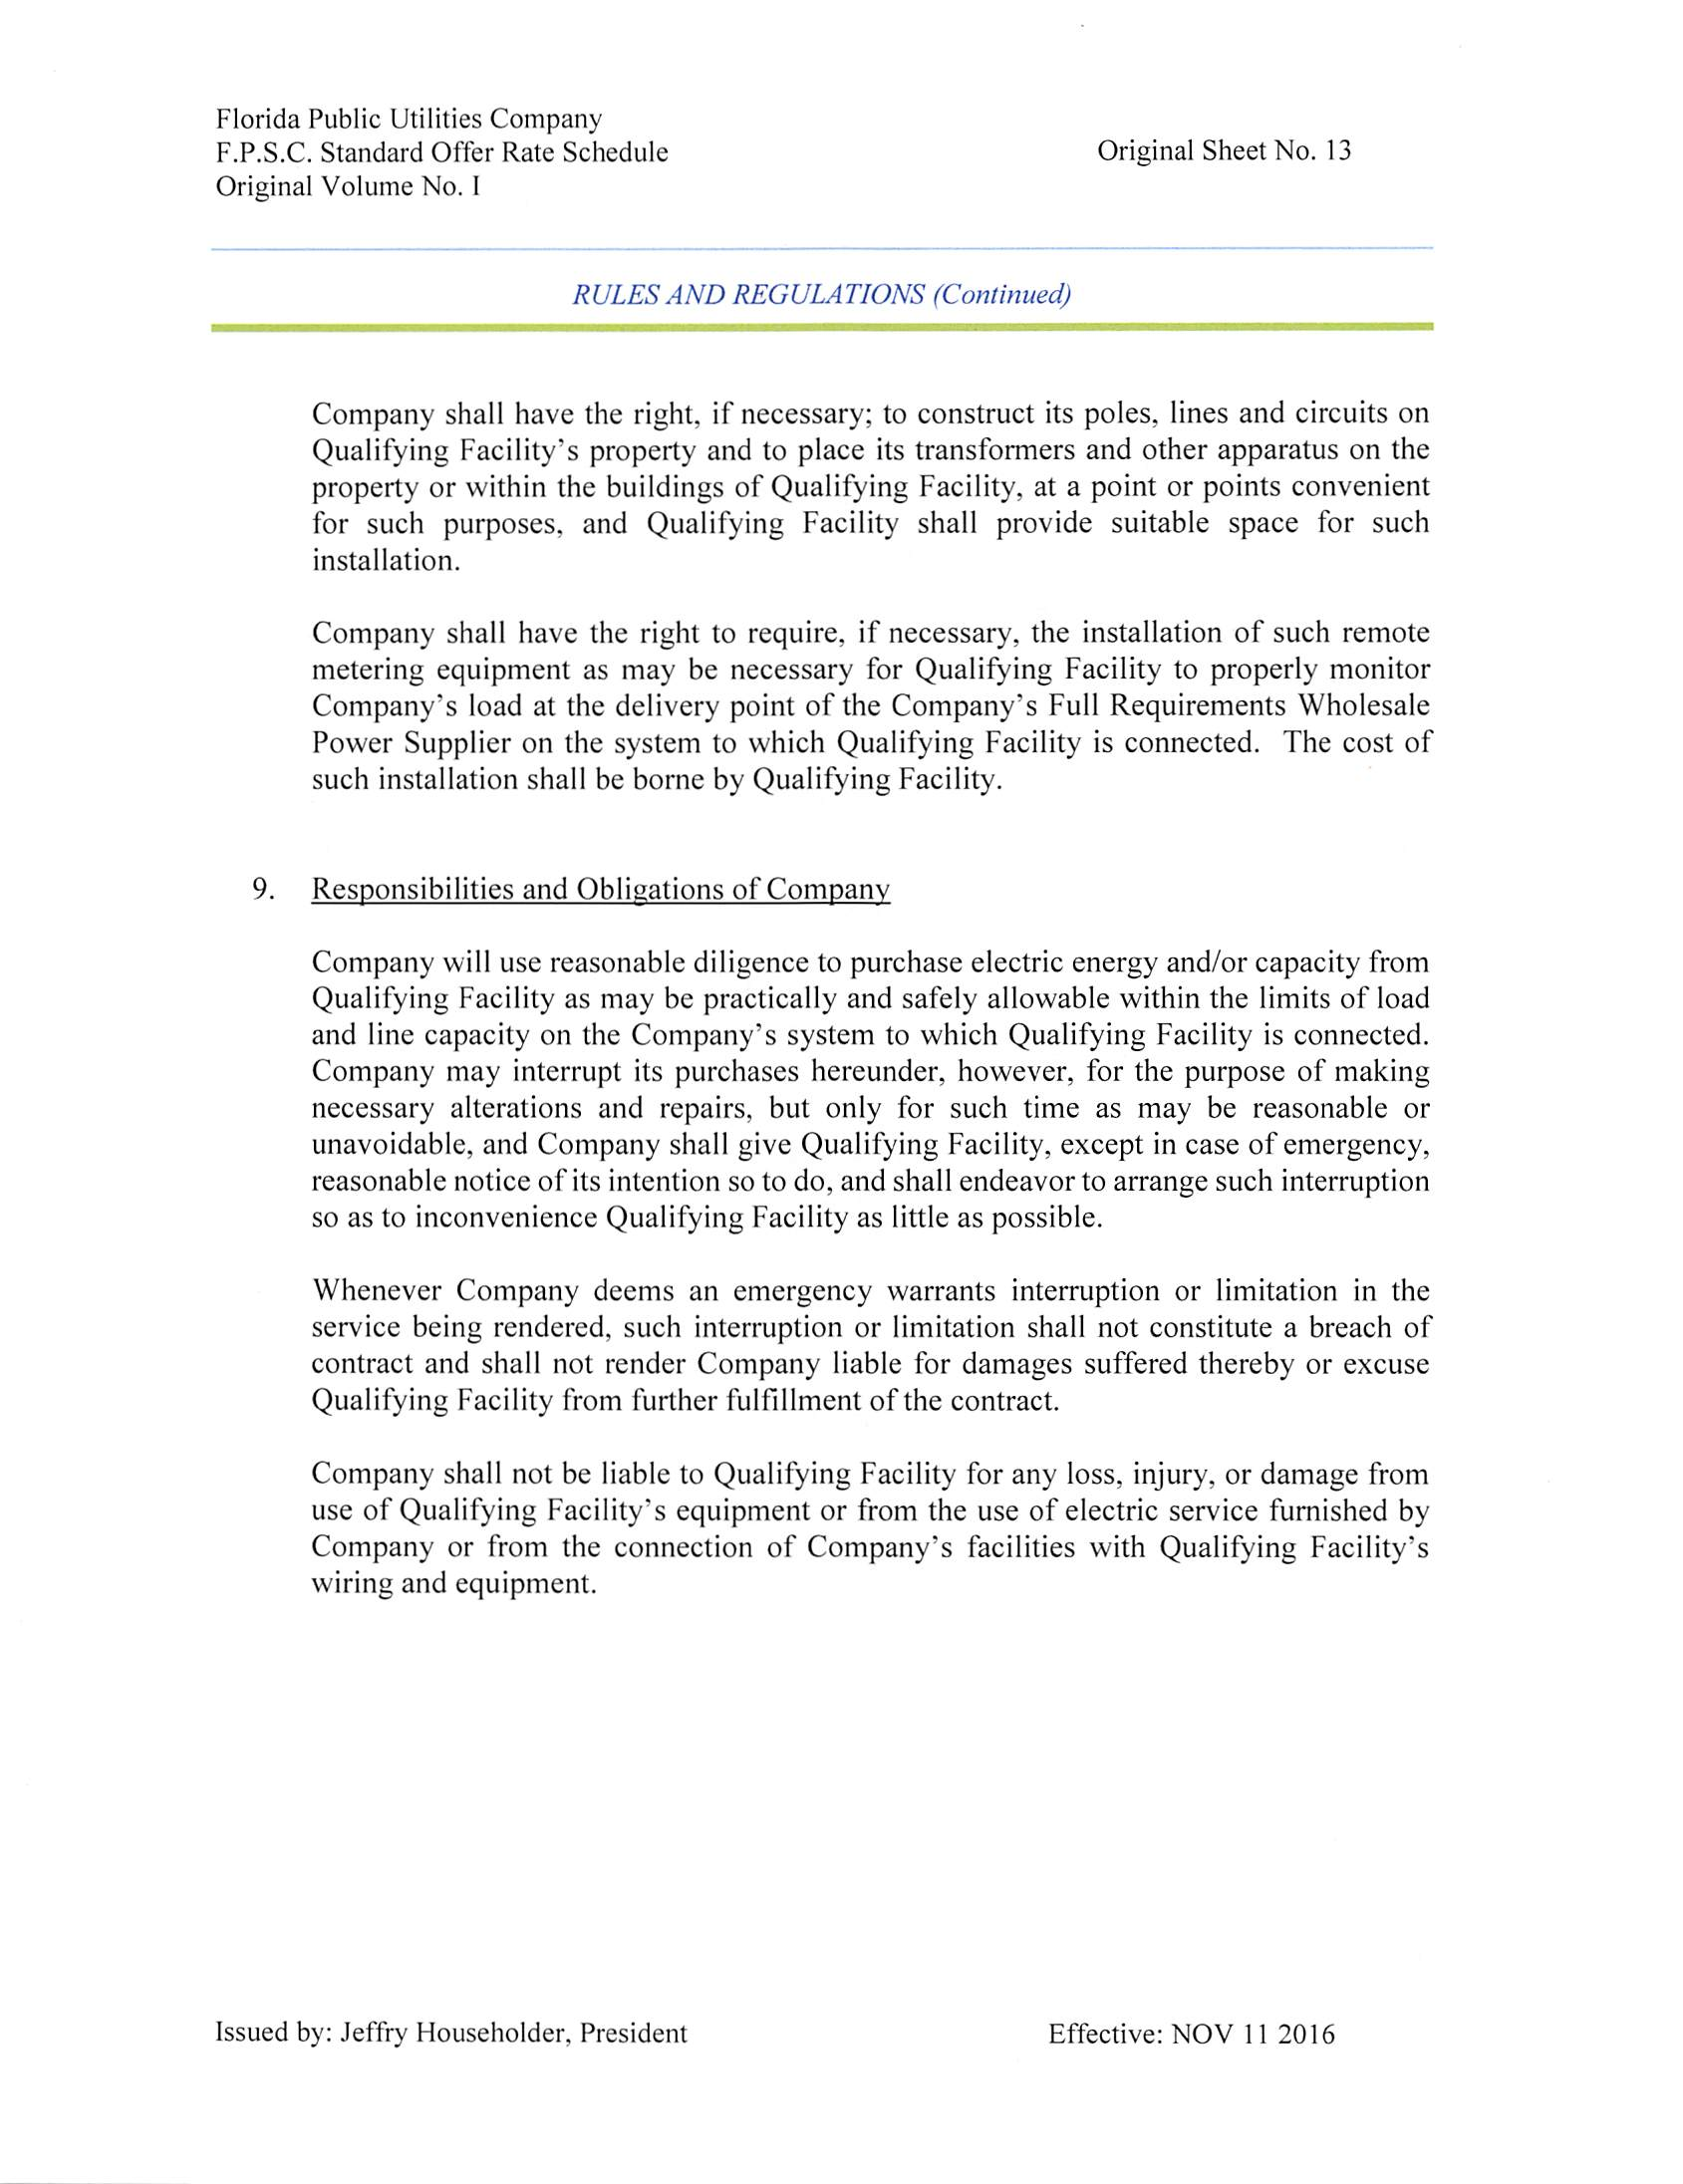 Florida Public Utilities Company
F.P.S.C. Standard Offer Rate Schedule
Original Sheet No. 13
Original Volume No. I
RULES AND REGULATIONS (Continued)
Company shall have the right, if necessary; to construct its poles, lines and circuits on
Qualifying Facility's property and to place its transformers and other apparatus on the
property or within the buildings of Qualifying Facility, at a point or points convenient
for such purposes, and Qualifying Facility shall provide suitable space for such
installation.
Company shall have the right to require, if necessary, the installation of such remote
metering equipment as may be necessary for Qualifying Facility to properly monitor
Company's load at the delivery point of the Company's Full Requirements Wholesale
Power Supplier on the system to which Qualifying Facility is connected. The cost of
such installation shall be borne by Qualifying Facility.
9. Responsibilities and Obligations of Company
Company will use reasonable diligence to purchase electric energy and/or capacity from
Qualifying Facility as may be practically and safely allowable within the limits of load
and line capacity on the Company's system to which Qualifying Facility is connected.
Company may interrupt its purchases hereunder, however, for the purpose of making
necessary alterations and repairs, but only for such time as may be reasonable or
unavoidable, and Company shall give Qualifying Facility, except in case of emergency,
reasonable notice of its intention so to do, and shall endeavor to arrange such interruption
so as to inconvenience Qualifying Facility as little as possible.
Whenever Company deems an emergency warrants interruption or limitation in the
service being rendered, such interruption or limitation shall not constitute a breach of
contract and shall not render Company liable for damages suffered thereby or excuse
Qualifying Facility from further fulfillment of the contract.
Company shall not be liable to Qualifying Facility for any loss, injury, or damage from
use of Qualifying Facility's equipment or from the use of electric service furnished by
Company or from the connection of Company's facilities with Qualifying Facility's
wiring and equipment.
Issued by: Jeffry Householder, President
Effective: NOV 11 2016